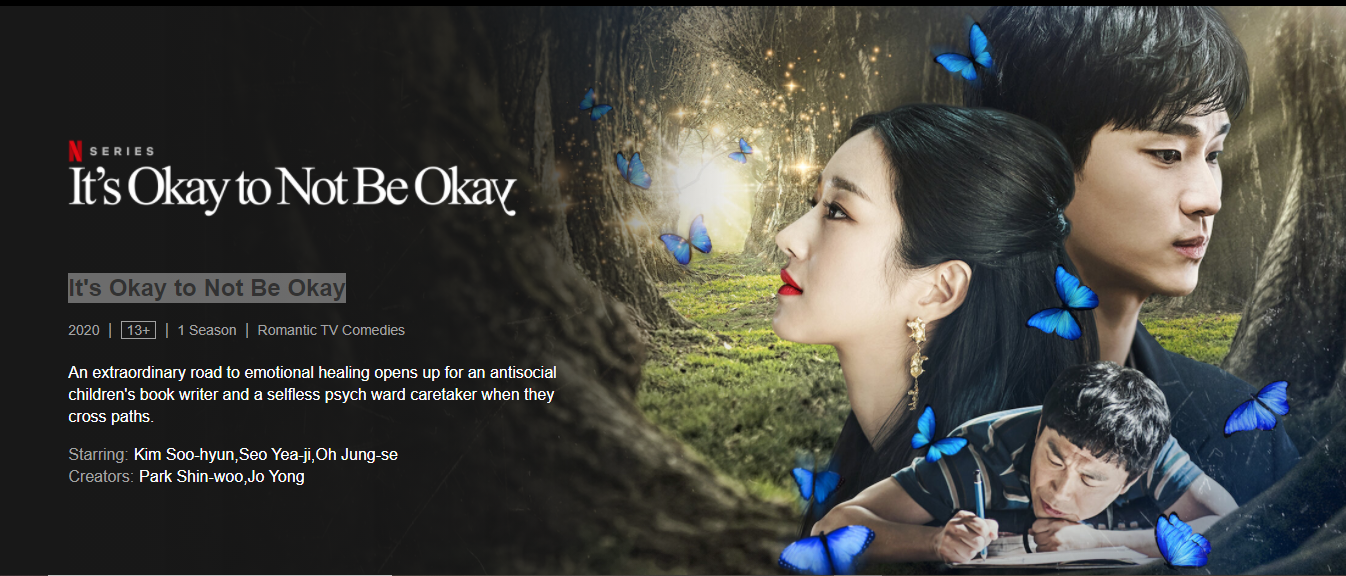 N SERIES
It's Okay to Not Be Okay
It's Okay to Not Be Okay
2020 | 13+ | 1 Season | Romantic TV Comedies
An extraordinary road to emotional healing opens up for an antisocial
children's book writer and a selfless psych ward caretaker when they
cross paths.
Starring: Kim Soo-hyun,Seo Yea-ji,Oh Jung-se
Creators: Park Shin-woo,Jo Yong